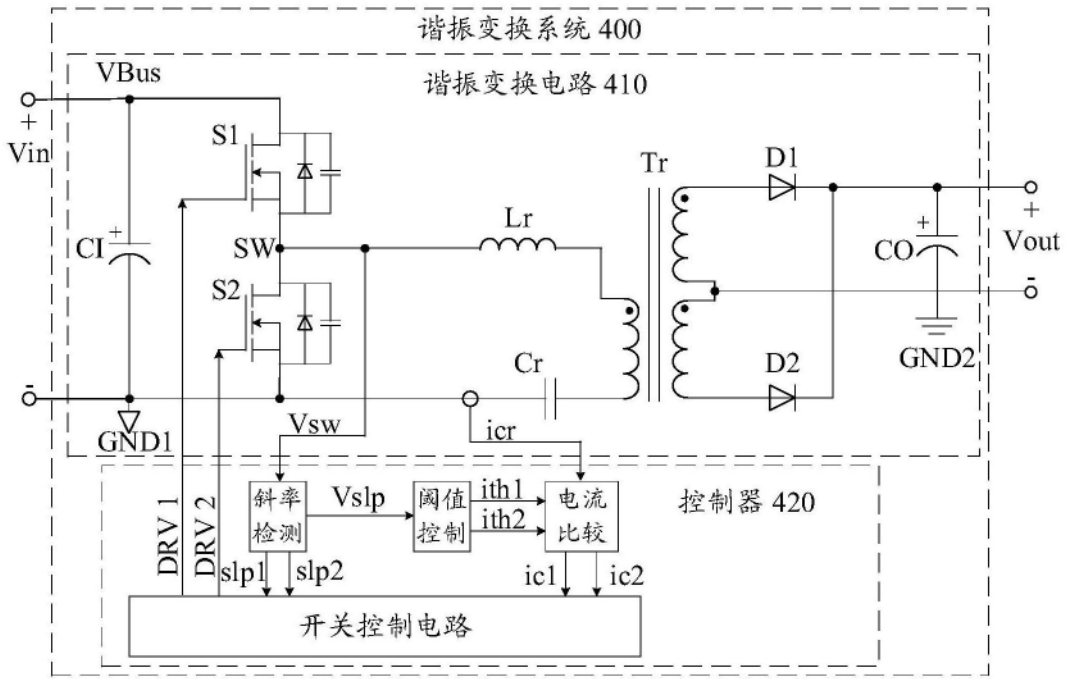 谐振变换系统 400
谐振变换电路 410
VBus
+
Vin
-
S1
Tr
D1
Lr
+
CI
SW
+
CO
+
Vout
-
S2
Cr
D2
GND2
GND1
Vsw
icr
DRV 1
DRV 2
斜率
检测
Vslp
阈值
控制
ith1
ith2
电流
比较
控制器 420
slp1
slp2
ic1
ic2
开关控制电路